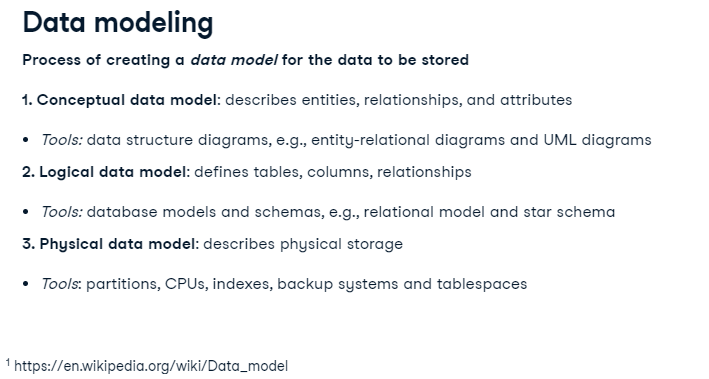 Data modeling
Process of creating a data model for the data to be stored
1. Conceptual data model: describes entities, relationships, and attributes
• Tools: data structure diagrams, e.g., entity-relational diagrams and UML diagrams
2. Logical data model: defines tables, columns, relationships
• Tools: database models and schemas, e.g., relational model and star schema
3. Physical data model: describes physical storage
• Tools: partitions, CPUs, indexes, backup systems and tablespaces
¹ https://en.wikipedia.org/wiki/Data_model